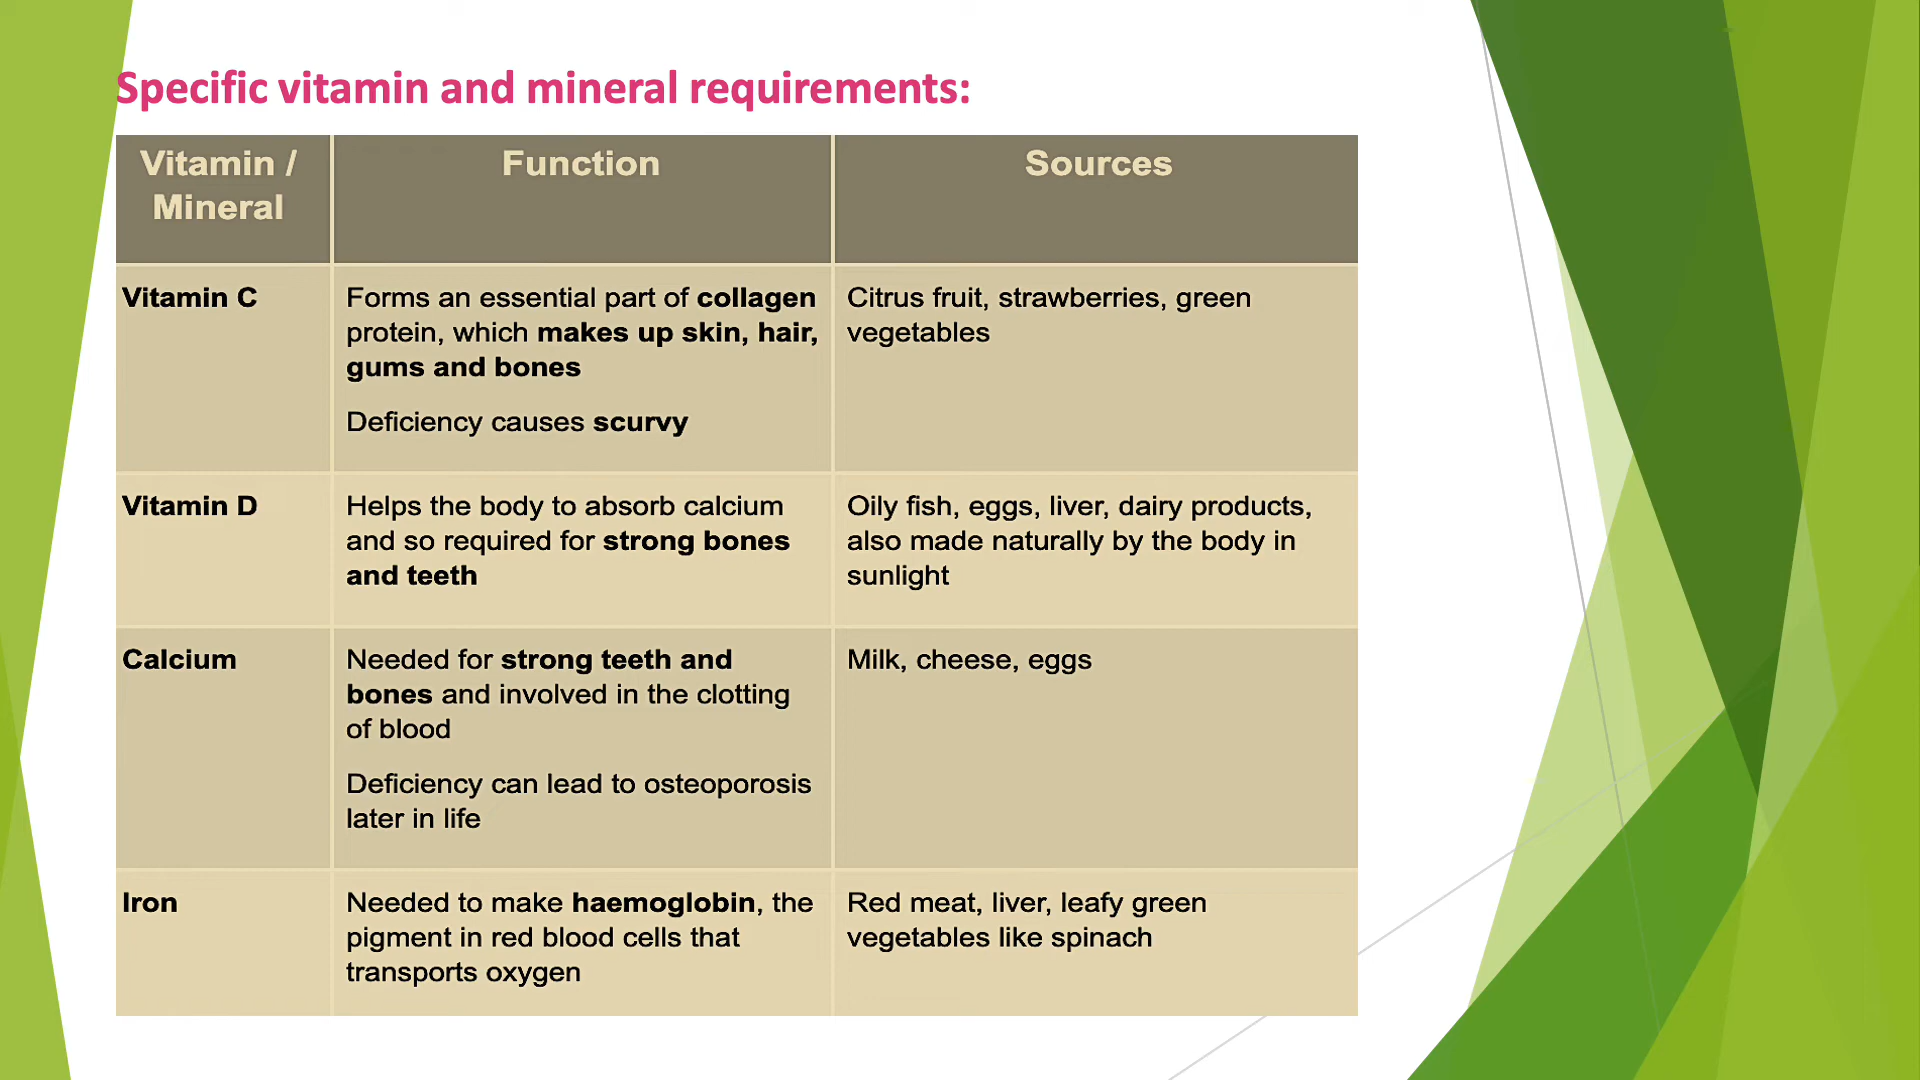 Specific vitamin and mineral requirements:
Vitamin /
Mineral
Function
Sources
Vitamin C
Forms an essential part of collagen
protein, which makes up skin, hair,
gums and bones
Deficiency causes scurvy
Citrus fruit, strawberries, green
vegetables
Vitamin D
Helps the body to absorb calcium
and so required for strong bones
and teeth
Oily fish, eggs, liver, dairy products,
also made naturally by the body in
sunlight
Calcium
Needed for strong teeth and
bones and involved in the clotting
of blood
Deficiency can lead to osteoporosis
later in life
Milk, cheese, eggs
Iron
Needed to make haemoglobin, the
pigment in red blood cells that
transports oxygen
Red meat, liver, leafy green
vegetables like spinach